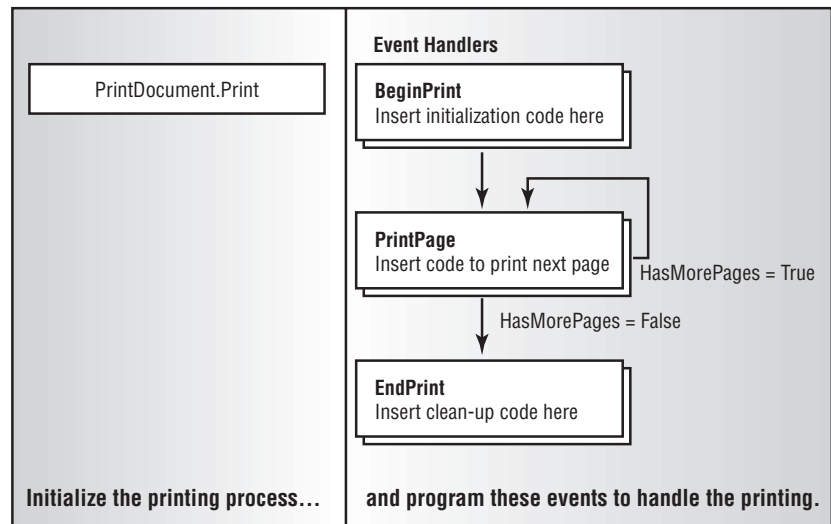 PrintDocument.Print
Event Handlers
BeginPrint
Insert initialization code here
PrintPage
Insert code to print next page
HasMorePages = True
HasMorePages = False
EndPrint
Insert clean-up code here
Initialize the printing process…
and program these events to handle the printing.